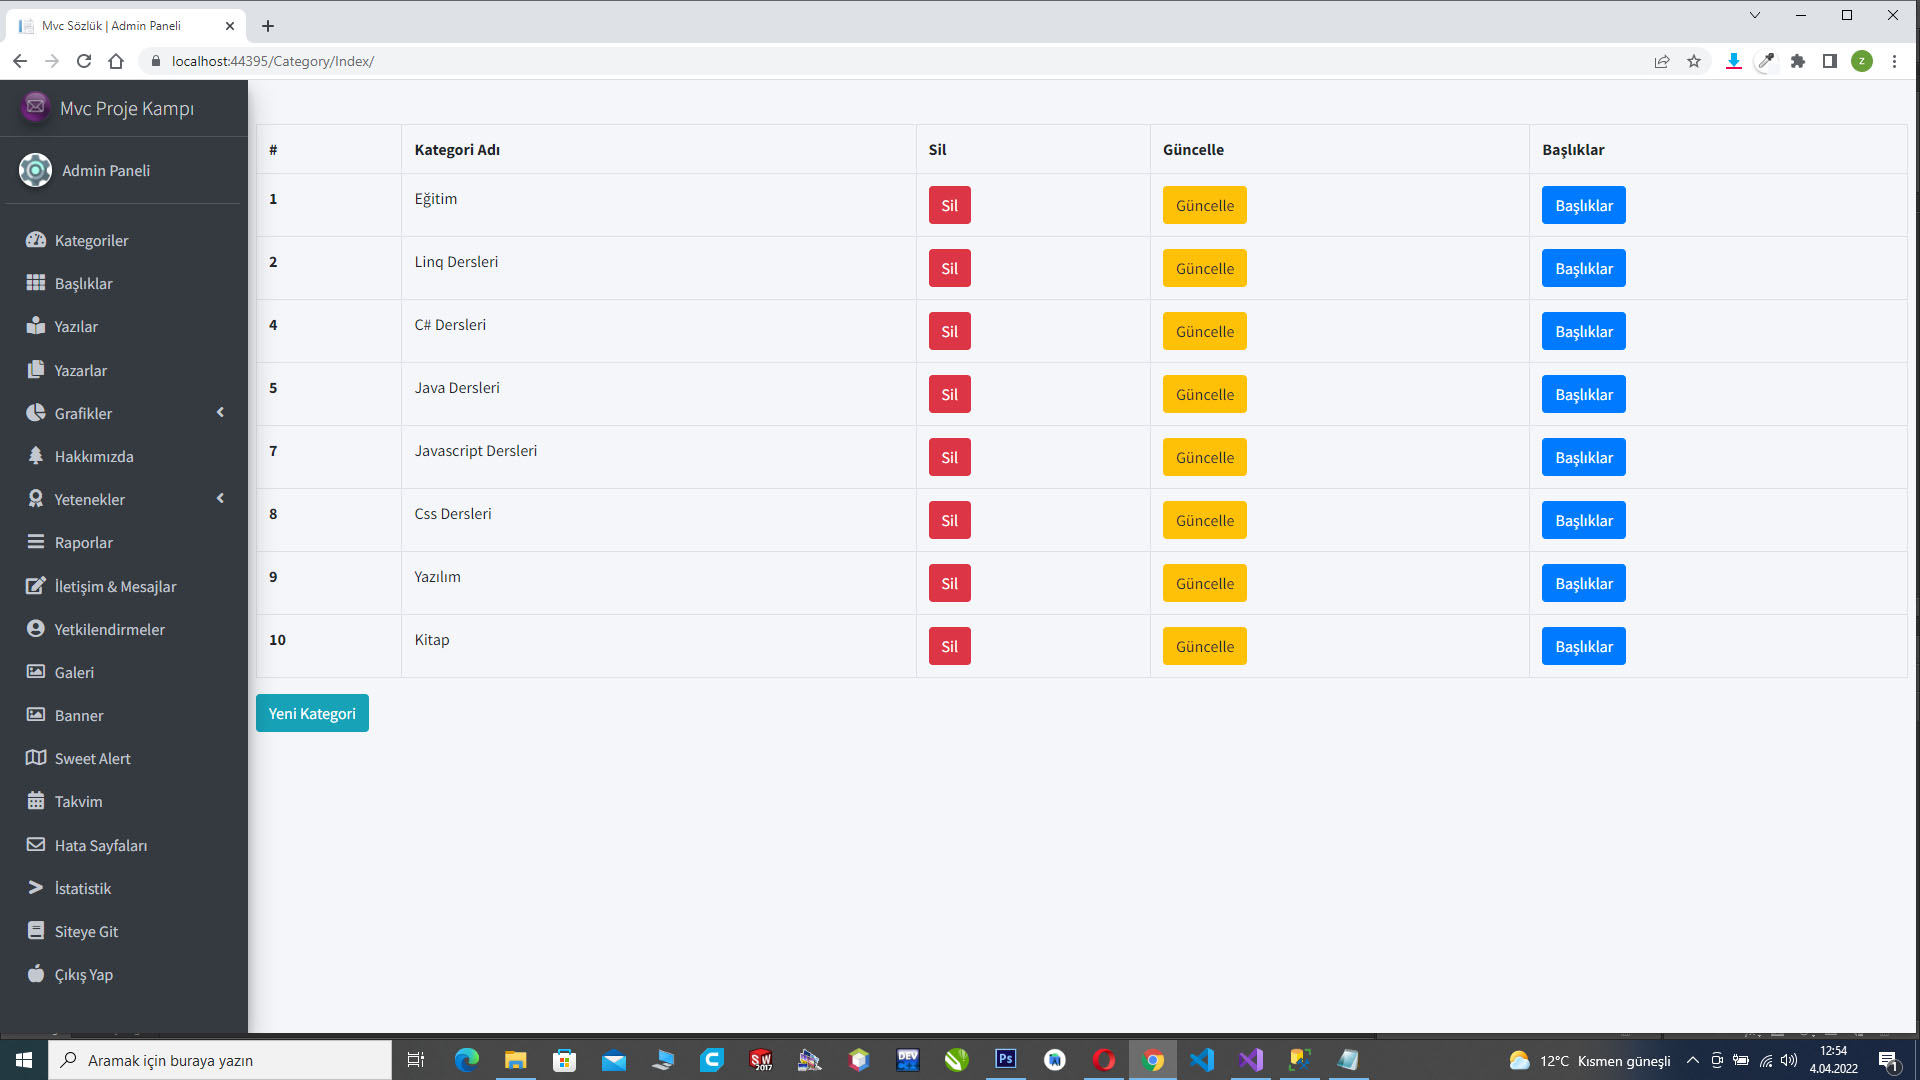 Mvc Sözlük | Admin Paneli
localhost:44395/Category/Index/
Z
Mvc Proje Kampı
Admin Paneli
Kategoriler
Başlıklar
Yazılar
Yazarlar
Grafikler
Hakkımızda
Yetenekler
Raporlar
İletişim & Mesajlar
Yetkilendirmeler
Galeri
Banner
Sweet Alert
Takvim
Hata Sayfaları
İstatistik
Siteye Git
Çıkış Yap
# Kategori Adı Sil Güncelle Başlıklar
1 Eğitim Sil Güncelle Başlıklar
2 Linq Dersleri Sil Güncelle Başlıklar
4 C# Dersleri Sil Güncelle Başlıklar
5 Java Dersleri Sil Güncelle Başlıklar
7 Javascript Dersleri Sil Güncelle Başlıklar
8 Css Dersleri Sil Güncelle Başlıklar
9 Yazılım Sil Güncelle Başlıklar
10 Kitap Sil Güncelle Başlıklar
Yeni Kategori
Aramak için buraya yazın
SW 2017
DEV
Ps
12°C Kısmen güneşli
12:54
4.04.2022
1